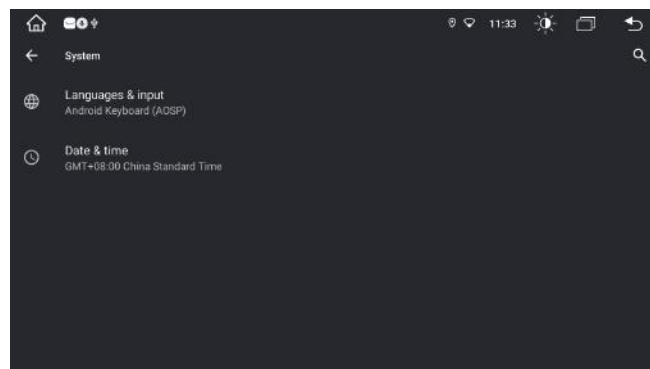 11:33
System
Languages & input
Android Keyboard (AOSP)
Date & time
GMT+08:00 China Standard Time